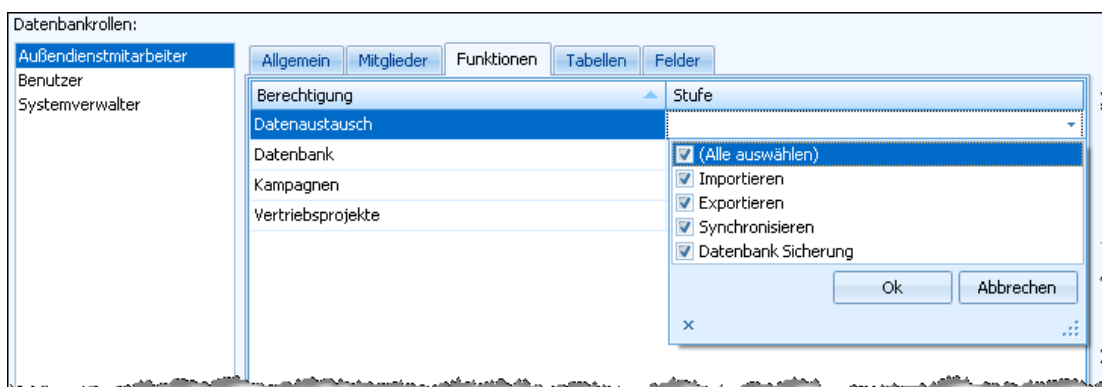 Datenbankrollen:
Außendienstmitarbeiter
Benutzer
Systemverwalter
Allgemein Mitglieder Funktionen Tabellen Felder
Berechtigung Stufe
Datenaustausch
Datenbank
Kampagnen
Vertriebsprojekte
(Alle auswählen)
Importieren
Exportieren
Synchronisieren
Datenbank Sicherung
Ok Abbrechen